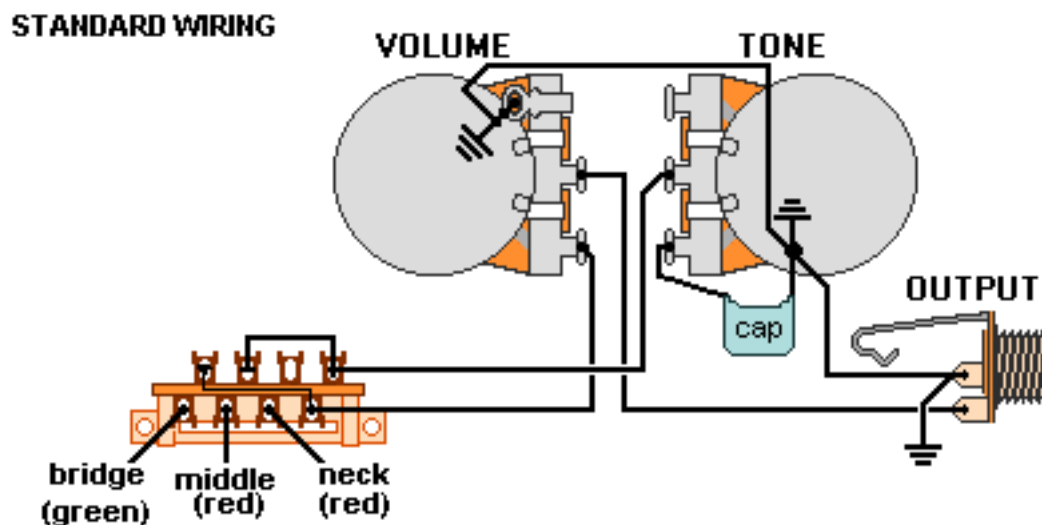 STANDARD WIRING
VOLUME
TONE
OUTPUT
cap
bridge
(green)
middle
(red)
neck
(red)